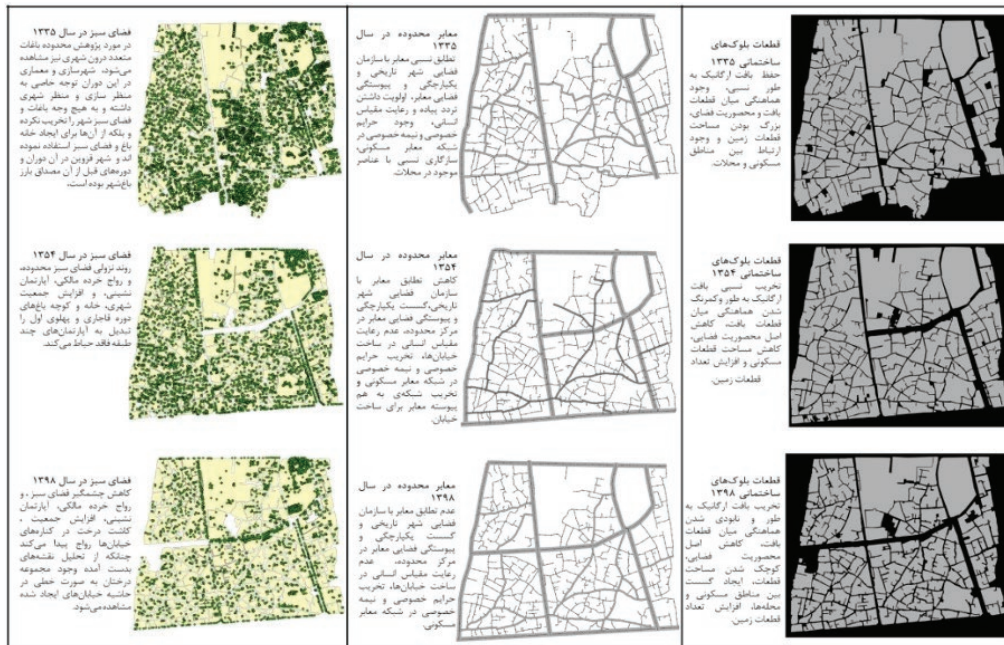 قطعات بلوک‌های
ساختمانی ۱۳۳۵
حفظ بافت ارگانیک به
طور نسبی، وجود
هماهنگی میان قطعات
بافت و محصوریت فضای،
بزرگ بودن مساحت
قطعات زمین و وجود
ارتباط بین مناطق
مسکونی و محلات.
معابر محدوده در سال
۱۳۳۵
تطابق نسبی معابر با سازمان
فضایی شهر تاریخی و
یکپارچگی و پیوستگی
فضایی معابر، اولویت داشتن
تردد پیاده و رعایت مقیاس
انسانی، وجود حرایم
خصوصی و نیمه خصوصی در
شبکه معابر مسکونی،
سازگاری نسبی با عناصر
موجود در محلات.
فضای سبز در سال ۱۳۳۵
در مورد پژوهش محدوده باغات
متعدد درون شهری نیز مشاهده
می‌شود. شهرسازی و معماری
در این دوران توجه خاصی به
منظر سازی و منظر شهری
داشته و به هیچ وجه باغات و
فضای سبز شهر را تخریب نکرده
و بلکه از آن‌ها برای ایجاد خانه
باغ و فضای سبز استفاده نموده
اند و شهر قزوین در آن دوران و
دوره‌های قبل از آن مصداق بارز
باغ‌شهر بوده است.
قطعات بلوک‌های
ساختمانی ۱۳۵۴
تخریب نسبی بافت
ارگانیک به طور وکمرنگ
شدن هماهنگی میان
قطعات بافت، کاهش
اصل محصوریت فضایی،
کاهش مساحت قطعات
مسکونی و افزایش تعداد
قطعات زمین.
معابر محدوده در سال
۱۳۵۴
کاهش تطابق معابر با
سازمان فضایی شهر
تاریخی،گسست یکپارچگی
و پیوستگی فضایی معابر در
مرکز محدوده، عدم رعایت
مقیاس انسانی در ساخت
خیابان‌ها، تخریب حرایم
خصوصی و نیمه خصوصی
در شبکه معابر مسکونی و
تخریب شبکه‌ی به هم
پیوسته معابر برای ساخت
خیابان.
فضای سبز در سال ۱۳۵۴
روند نزولی فضای سبز محدوده،
و رواج خرده مالکی، آپارتمان
نشینی، و افزایش جمعیت
شهری، خانه و کوچه باغ‌های
دوره قاجاری و پهلوی اول را
تبدیل به آپارتمان‌های چند
طبقه فاقد حیاط می‌کند.
قطعات بلوک‌های
ساختمانی ۱۳۹۸
تخریب بافت ارگانیک به
طور و نابودی شدن
هماهنگی میان قطعات
بافت، کاهش اصل
محصوریت فضایی،
کوچک شدن مساحت
قطعات، ایجاد گسست
بین مناطق مسکونی و
محله‌ها، افزایش تعداد
قطعات زمین.
معابر محدوده در سال
۱۳۹۸
عدم تطابق معابر با سازمان
فضایی شهر تاریخی و
گسست یکپارچگی و
پیوستگی فضایی معابر در
مرکز محدوده، عدم
رعایت مقیاس انسانی در
ساخت خیابان‌ها، تخریب
حرایم خصوصی و نیمه
خصوصی در شبکه معابر
مسکونی.
فضای سبز در سال ۱۳۹۸
کاهش چشمگیر فضای سبز ، و
رواج خرده مالکی، آپارتمان
نشینی، افزایش جمعیت ،
کاشت درخت در کناره‌های
خیابان‌ها رواج پیدا می‌کند
چنانکه از تحلیل نقشه‌های
بدست آمده وجود مجموعه
درختان به صورت خطی در
حاشیه خیابان‌های ایجاد شده
مشاهده می‌شود.